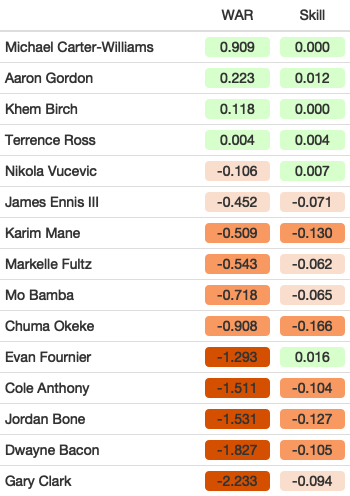 WAR Skill
Michael Carter-Williams 0.909 0.000
Aaron Gordon 0.223 0.012
Khem Birch 0.118 0.000
Terrence Ross 0.004 0.004
Nikola Vucevic -0.106 0.007
James Ennis III -0.452 -0.071
Karim Mane -0.509 -0.130
Markelle Fultz -0.543 -0.062
Mo Bamba -0.718 -0.065
Chuma Okeke -0.908 -0.166
Evan Fournier -1.293 0.016
Cole Anthony -1.511 -0.104
Jordan Bone -1.531 -0.127
Dwayne Bacon -1.827 -0.105
Gary Clark -2.233 -0.094